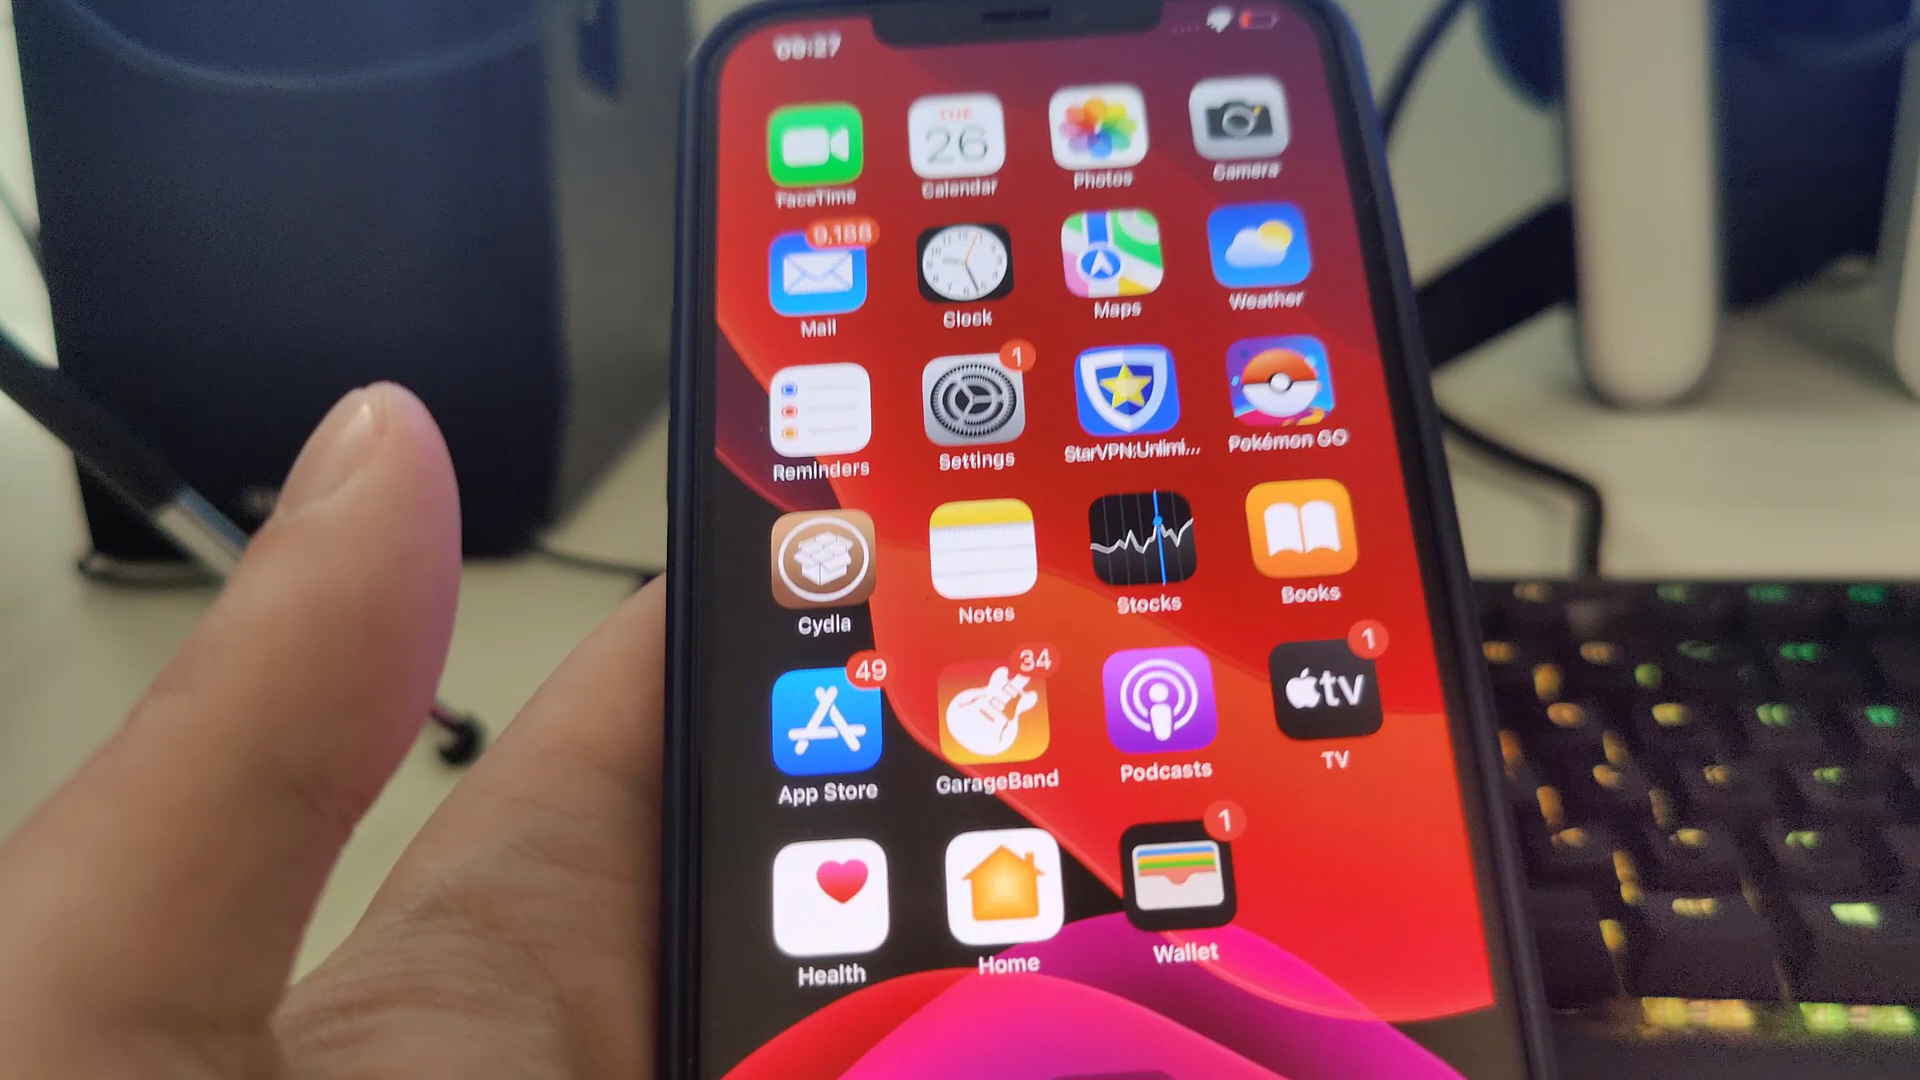 09:27
FaceTime
TUE
26
Calendar
Photos
Camera
9,188
Mail
Clock
Maps
Weather
Reminders
1
Settings
StarVPN:Unlimi...
Pokémon GO
Cydia
Notes
Stocks
Books
49
App Store
34
GarageBand
Podcasts
1
tv
TV
Health
Home
1
Wallet